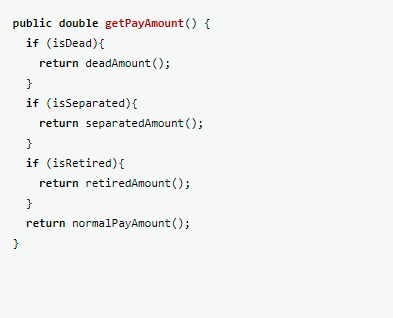 public double getPayAmount() {
  if (isDead){
    return deadAmount();
  }
  if (isSeparated){
    return separatedAmount();
  }
  if (isRetired){
    return retiredAmount();
  }
  return normalPayAmount();
}